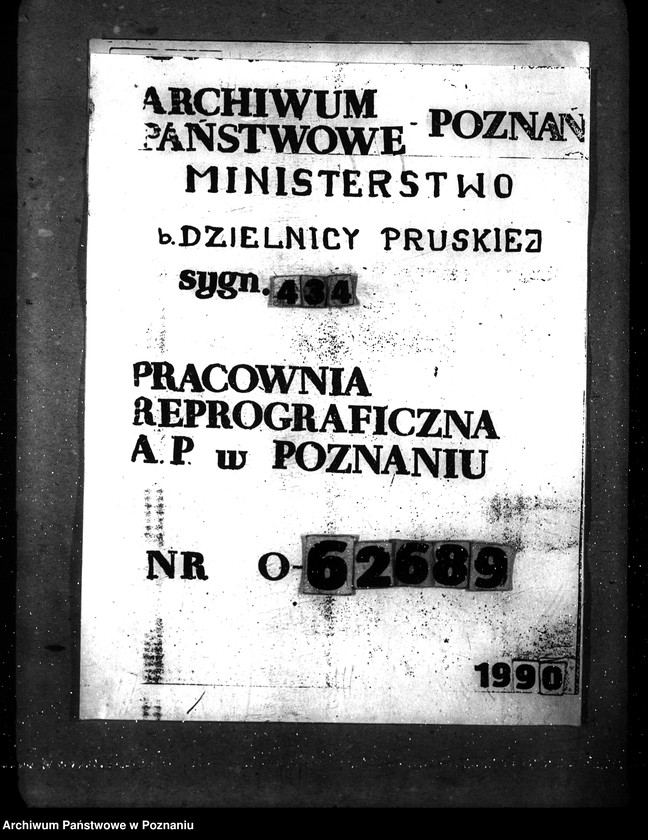 ARCHIWUM
PAŃSTWOWE - POZNAŃ
MINISTERSTWO
b. DZIELNICY PRUSKIEJ
sygn. 434
PRACOWNIA
REPROGRAFICZNA
A.P. w POZNANIU
NR O-62689
1990
Archiwum Państwowe w Poznaniu